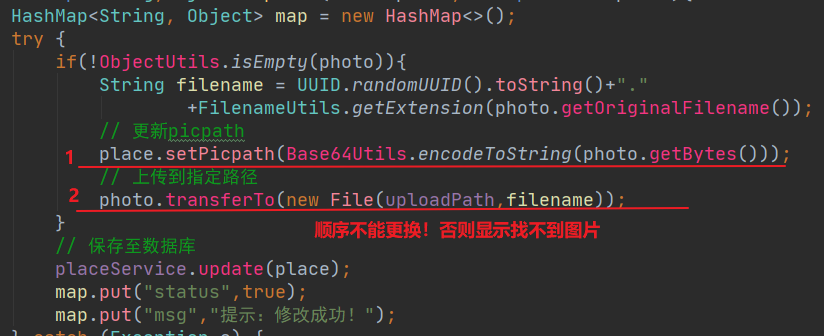 HashMap<String, Object> map = new HashMap<>();
try {
if(!ObjectUtils.isEmpty(photo)){
String filename = UUID.randomUUID().toString()+"."
+FilenameUtils.getExtension(photo.getOriginalFilename());
// 更新picpath
1 place.setPicpath(Base64Utils.encodeToString(photo.getBytes()));
// 上传到指定路径
2 photo.transferTo(new File(uploadPath,filename));
} 顺序不能更换！否则显示找不到图片
// 保存至数据库
placeService.update(place);
map.put("status",true);
map.put("msg","提示：修改成功！");
} catch (Exception e) {